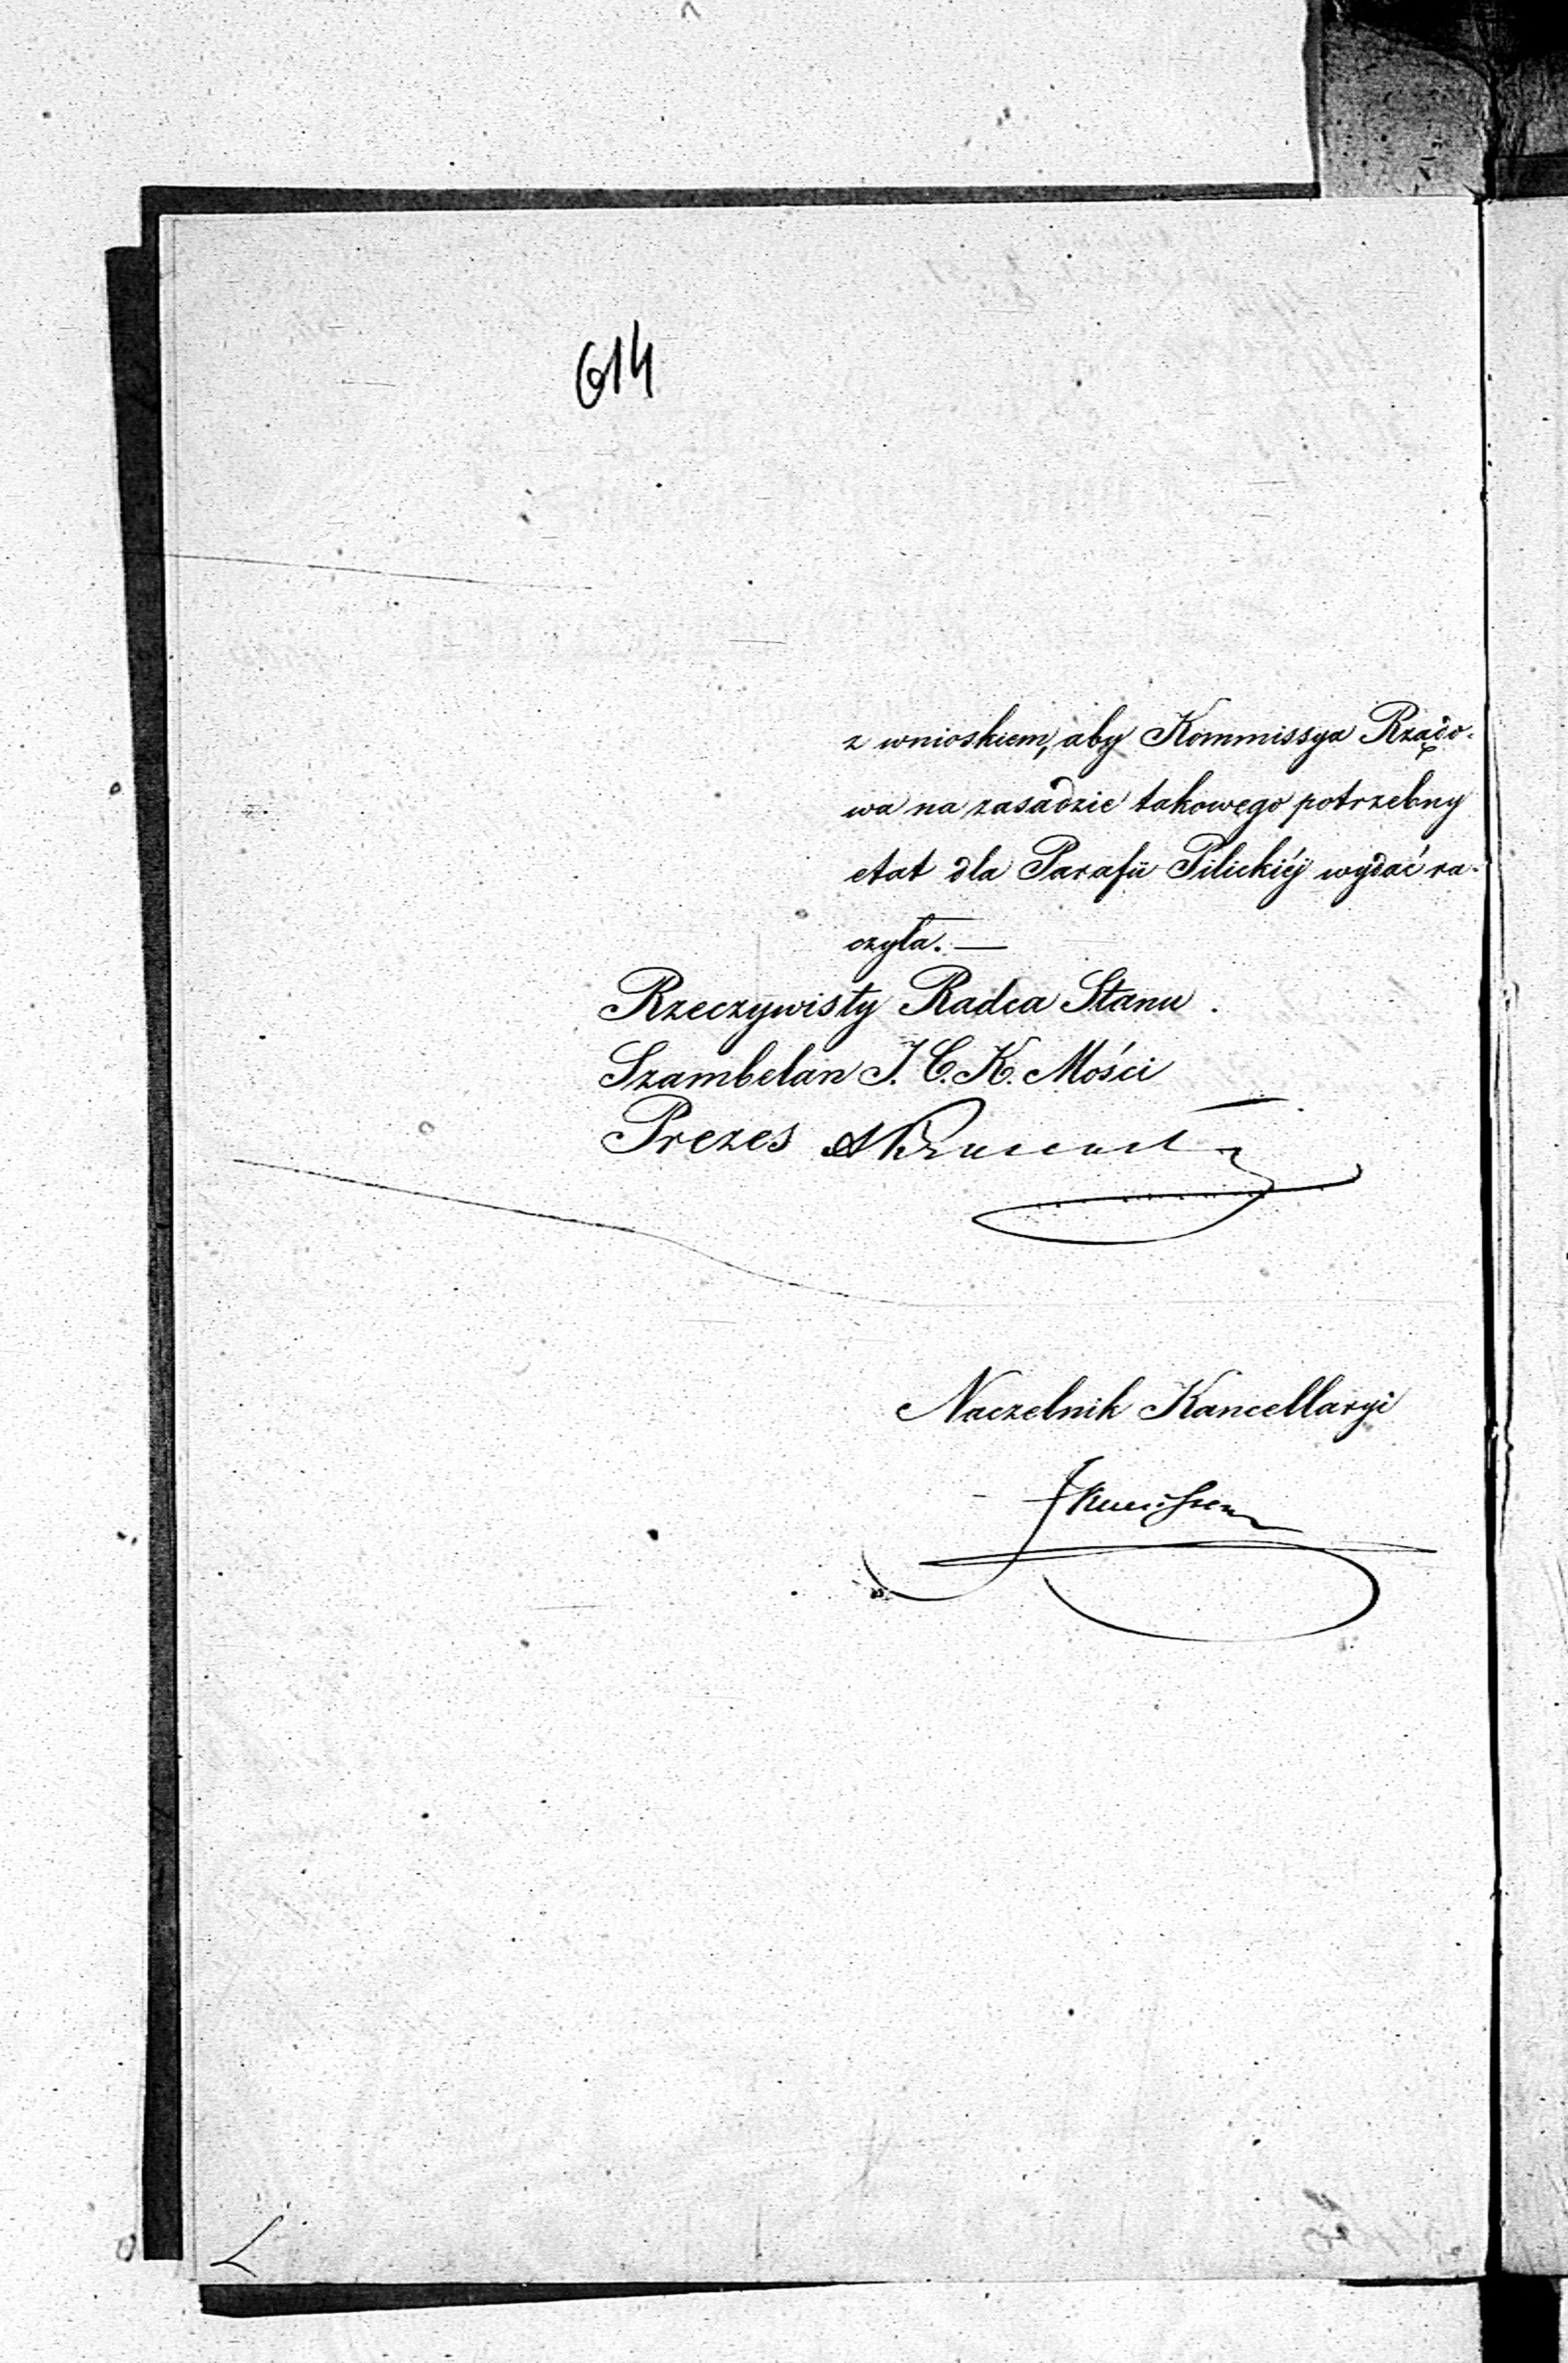 614
z wnioskiem, aby Kommissya Rządo-
wa na zasadzie takowego potrzebny
etat dla Parafii Pilickiéj wydać ra-
czyła. —
Rzeczywisty Radca Stanu.
Szambelan J. C. K. Mości
Prezes
Naczelnik Kancellaryi